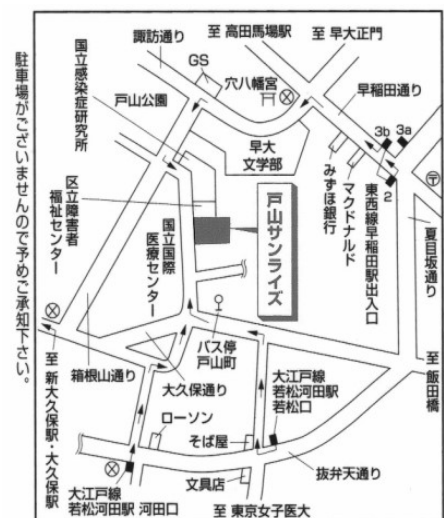 駐車場がございませんので予めご承知下さい。
諏訪通り
至 高田馬場駅
至 早大正門
GS
穴八幡宮
早稲田通り
国立感染症研究所
戸山公園
早大
文学部
3b
3a
2
みずほ銀行
マクドナルド
東西線早稲田駅出入口
夏目坂通り
区立障害者
福祉センター
国立国際
医療センター
戸山サンライズ
バス停
戸山町
至 新大久保駅・大久保駅
箱根山通り
大久保通り
大江戸線
若松河田駅
若松口
至 飯田橋
ローソン
そば屋
抜弁天通り
文具店
大江戸線
若松河田駅 河田口
至 東京女子医大